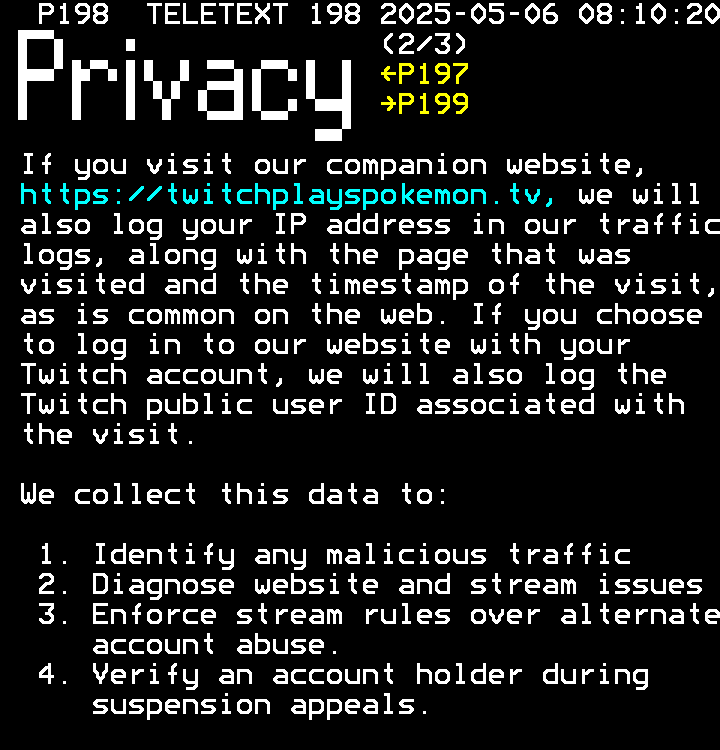 P198 TELETEXT 198 2025-05-06 08:10:20
Privacy
(2/3)
←P197
→P199
If you visit our companion website,
https://twitchplayspokemon.tv, we will
also log your IP address in our traffic
logs, along with the page that was
visited and the timestamp of the visit,
as is common on the web. If you choose
to log in to our website with your
Twitch account, we will also log the
Twitch public user ID associated with
the visit.
We collect this data to:
1. Identify any malicious traffic
2. Diagnose website and stream issues
3. Enforce stream rules over alternate
account abuse.
4. Verify an account holder during
suspension appeals.